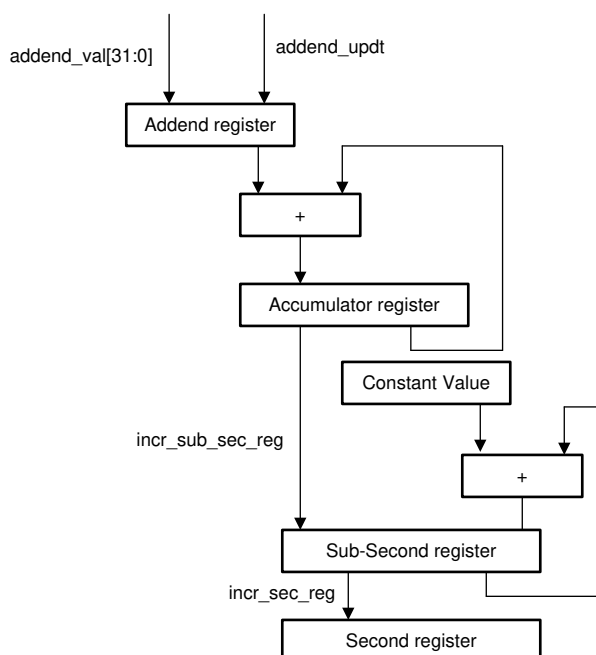 addend_val[31:0]
addend_updt
Addend register
+
Accumulator register
Constant Value
incr_sub_sec_reg
+
Sub-Second register
incr_sec_reg
Second register